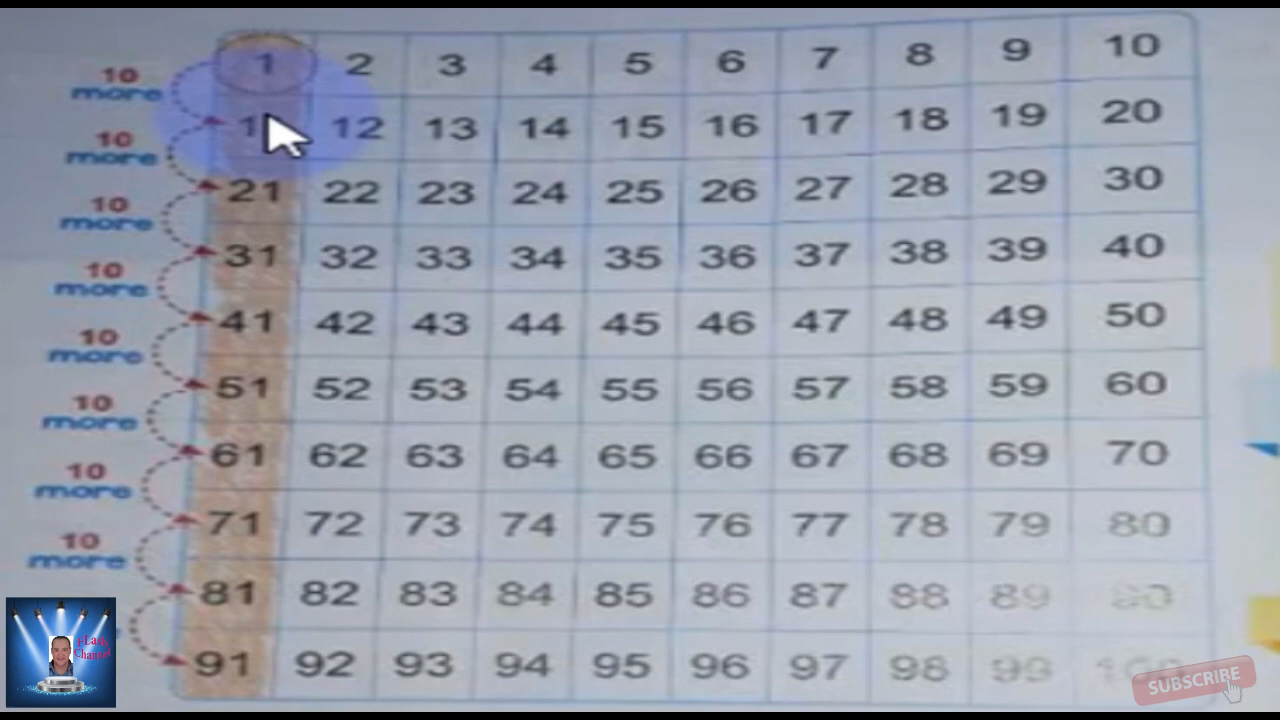 1 2 3 4 5 6 7 8 9 10
10 more
12 13 14 15 16 17 18 19 20
10 more
21 22 23 24 25 26 27 28 29 30
10 more
31 32 33 34 35 36 37 38 39 40
10 more
41 42 43 44 45 46 47 48 49 50
10 more
51 52 53 54 55 56 57 58 59 60
10 more
61 62 63 64 65 66 67 68 69 70
10 more
71 72 73 74 75 76 77 78 79 80
10 more
81 82 83 84 85 86 87 88 89 90
91 92 93 94 95 96 97 98 99
SUBSCRIBE